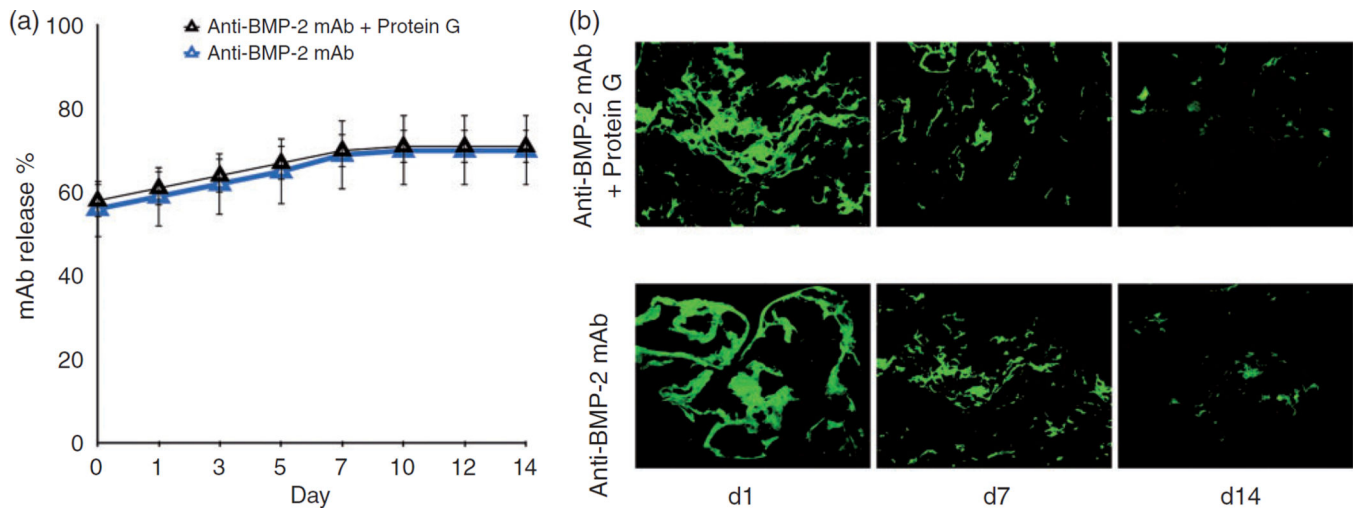 (a)
Anti-BMP-2 mAb + Protein G
Anti-BMP-2 mAb
mAb release %
100
80
60
40
20
0
0 1 3 5 7 10 12 14
Day
(b)
Anti-BMP-2 mAb
+ Protein G
Anti-BMP-2 mAb
d1 d7 d14